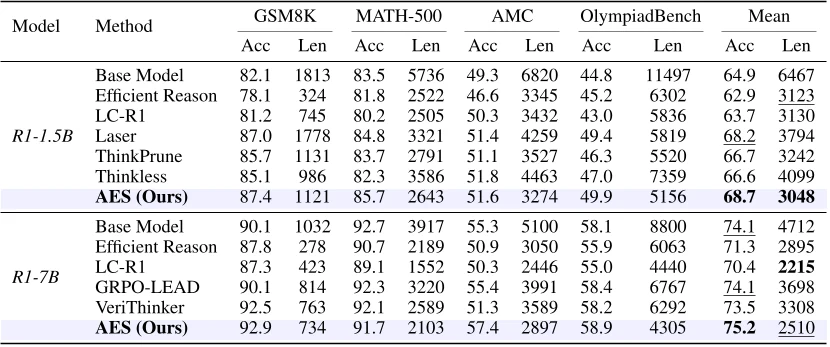 Model Method GSM8K MATH-500 AMC OlympiadBench Mean
Acc Len Acc Len Acc Len Acc Len Acc Len
Base Model 82.1 1813 83.5 5736 49.3 6820 44.8 11497 64.9 6467
Efficient Reason 78.1 324 81.8 2522 46.6 3345 45.2 6302 62.9 3123
LC-R1 81.2 745 80.2 2505 50.3 3432 43.0 5836 63.7 3130
R1-1.5B Laser 87.0 1778 84.8 3321 51.4 4259 49.4 5819 68.2 3794
ThinkPrune 85.7 1131 83.7 2791 51.1 3527 46.3 5520 66.7 3242
Thinkless 85.1 986 82.3 3586 51.8 4463 47.0 7359 66.6 4099
AES (Ours) 87.4 1121 85.7 2643 51.6 3274 49.9 5156 68.7 3048
Base Model 90.1 1032 92.7 3917 55.3 5100 58.1 8800 74.1 4712
Efficient Reason 87.8 278 90.7 2189 50.9 3050 55.9 6063 71.3 2895
R1-7B LC-R1 87.3 423 89.1 1552 50.3 2446 55.0 4440 70.4 2215
GRPO-LEAD 90.1 814 92.3 3220 55.4 3991 58.4 6767 74.1 3698
VeriThinker 92.5 763 92.1 2589 51.3 3589 58.2 6292 73.5 3308
AES (Ours) 92.9 734 91.7 2103 57.4 2897 58.9 4305 75.2 2510